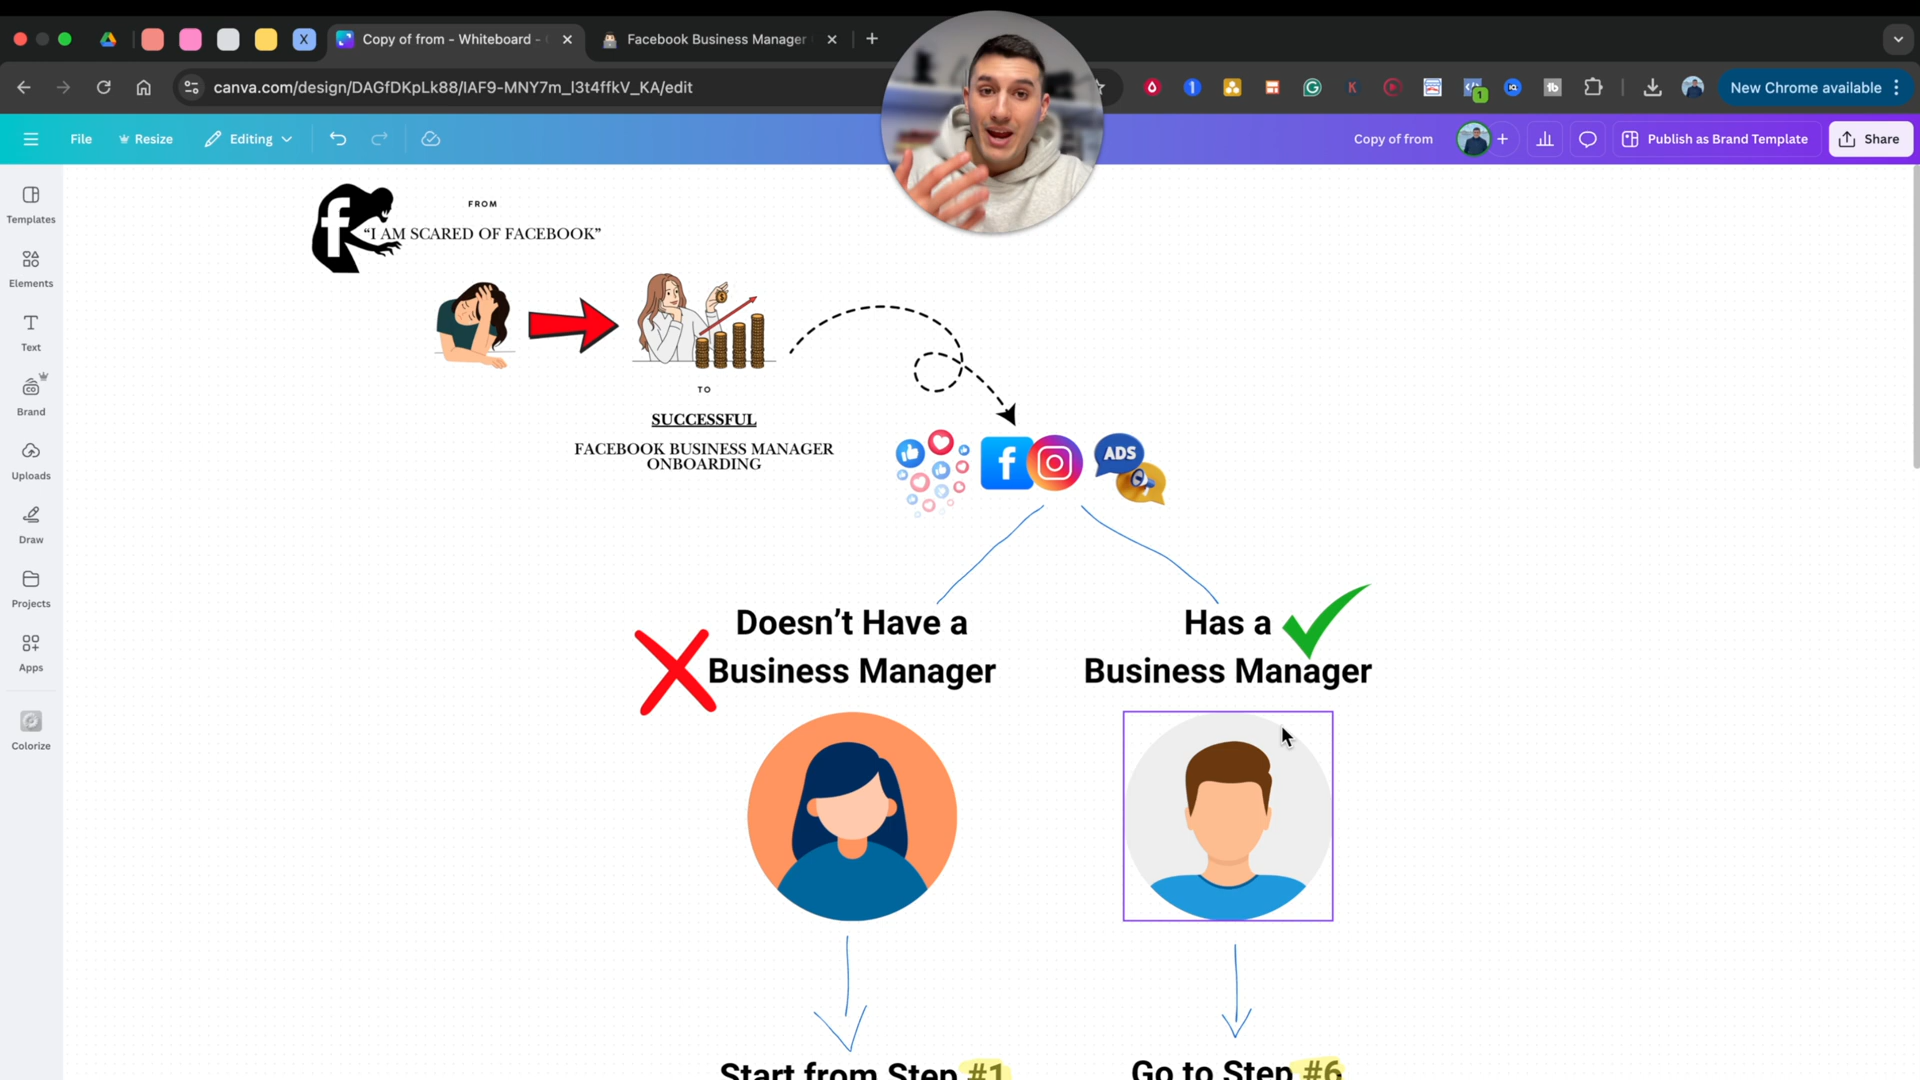 Copy of from - Whiteboard -
Facebook Business Manager
canva.com/design/DAGfDKpLk88/IAF9-MNY7m_l3t4ffkV_KA/edit
New Chrome available
File
Resize
Editing
Copy of from
Publish as Brand Template
Share
Templates
Elements
Text
Brand
Uploads
Draw
Projects
Apps
Colorize
FROM
“I AM SCARED OF FACEBOOK”
TO
SUCCESSFUL
FACEBOOK BUSINESS MANAGER
ONBOARDING
ADS
Doesn’t Have a
Business Manager
Has a
Business Manager
Start from Step #1
Go to Step #6